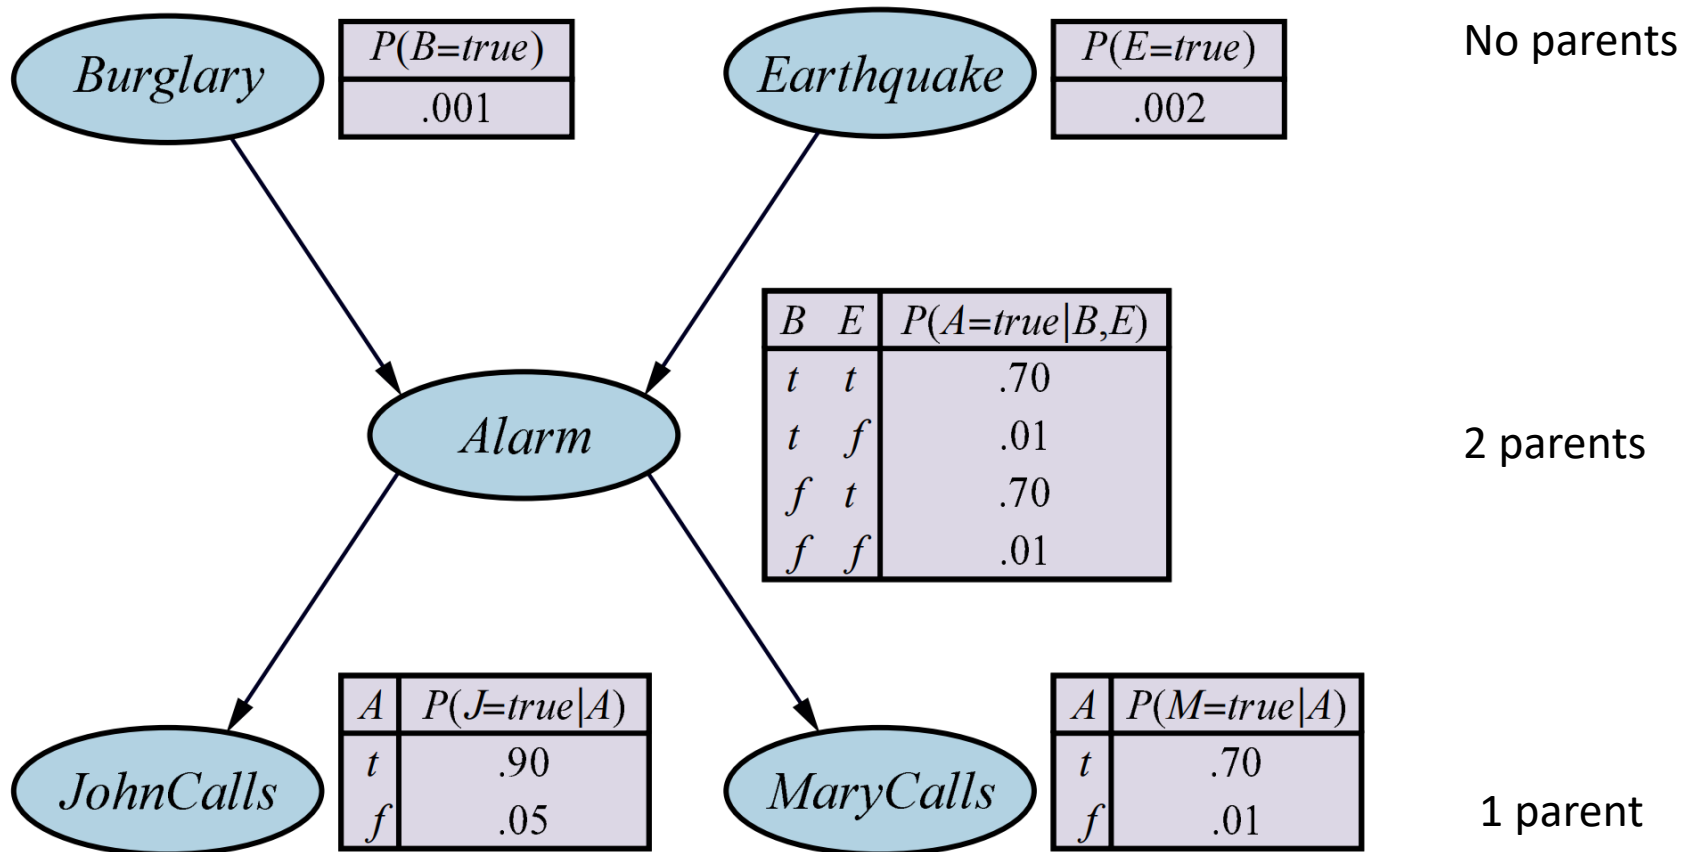 Burglary
P(B=true)
.001
Earthquake
P(E=true)
.002
No parents
B E P(A=true|B,E)
t t .70
t f .01
f t .70
f f .01
Alarm
2 parents
JohnCalls
A P(J=true|A)
t .90
f .05
MaryCalls
A P(M=true|A)
t .70
f .01
1 parent